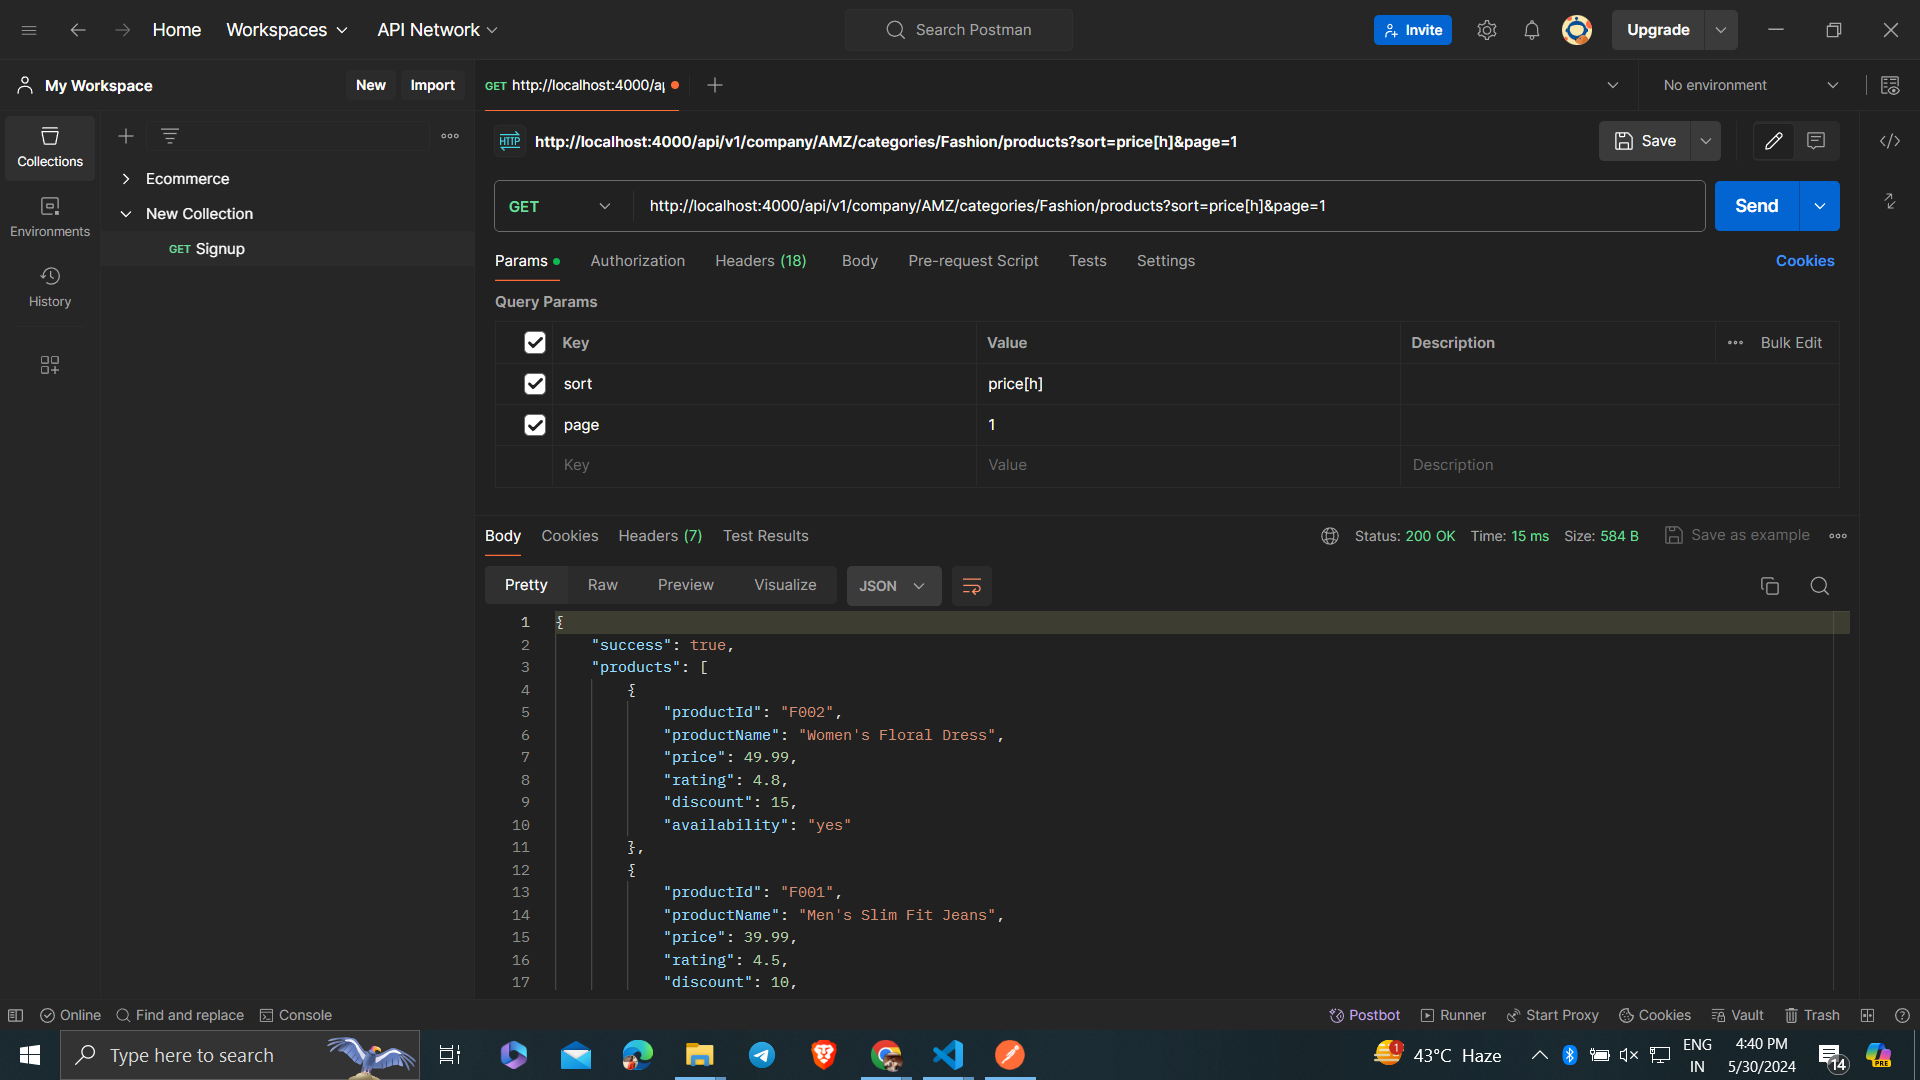 Home
Workspaces
API Network
Search Postman
Invite
Upgrade
My Workspace
New
Import
GET http://localhost:4000/ap
No environment
Collections
Environments
History
Ecommerce
New Collection
GET Signup
HTTP
http://localhost:4000/api/v1/company/AMZ/categories/Fashion/products?sort=price[h]&page=1
Save
GET
http://localhost:4000/api/v1/company/AMZ/categories/Fashion/products?sort=price[h]&page=1
Send
Params
Authorization
Headers (18)
Body
Pre-request Script
Tests
Settings
Cookies
Query Params
Key
Value
Description
Bulk Edit
sort
price[h]
page
1
Key
Value
Description
Body
Cookies
Headers (7)
Test Results
Status: 200 OK
Time: 15 ms
Size: 584 B
Save as example
Pretty
Raw
Preview
Visualize
JSON
1 {
2 "success": true,
3 "products": [
4 {
5 "productId": "F002",
6 "productName": "Women's Floral Dress",
7 "price": 49.99,
8 "rating": 4.8,
9 "discount": 15,
10 "availability": "yes"
11 },
12 {
13 "productId": "F001",
14 "productName": "Men's Slim Fit Jeans",
15 "price": 39.99,
16 "rating": 4.5,
17 "discount": 10,
Online
Find and replace
Console
Postbot
Runner
Start Proxy
Cookies
Vault
Trash
Type here to search
1
43°C Haze
ENG
IN
4:40 PM
5/30/2024
14
PRE